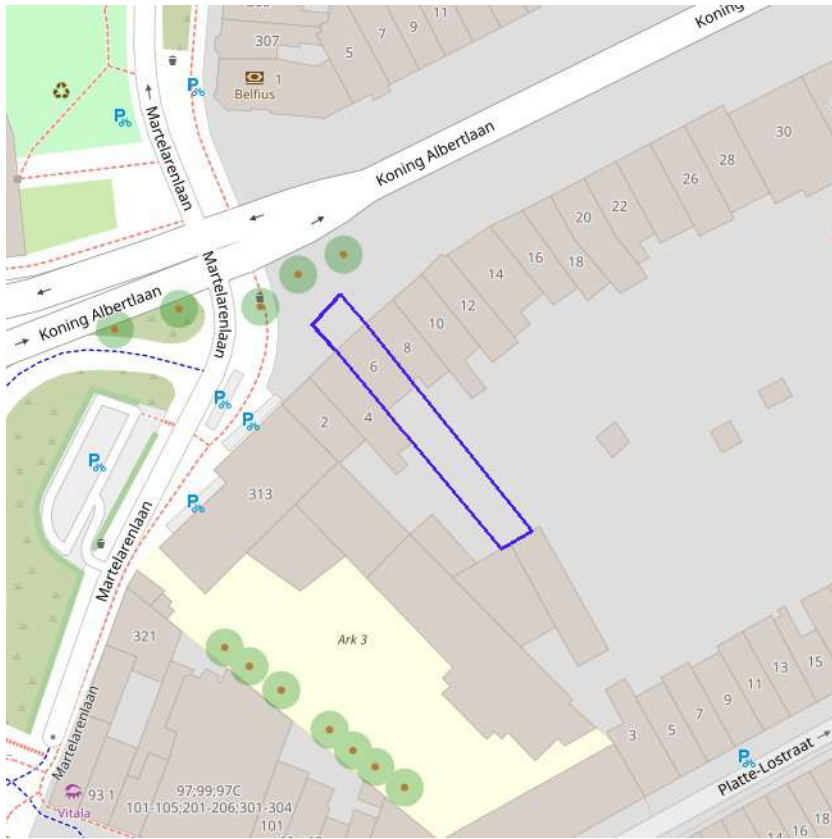 307
5
7
9
11
1
Belfius
Koning
Martelarenlaan
Koning Albertlaan
30
28
26
22
20
18
16
14
12
10
8
6
4
2
Martelarenlaan
Koning Albertlaan
P
P
P
P
P
P
313
Martelarenlaan
Ark 3
321
Martelarenlaan
15
13
11
9
7
5
3
P
Platte-Lostraat
93 1
Vitala
97;99;97C
101-105;201-206;301-304
101
14
16
18